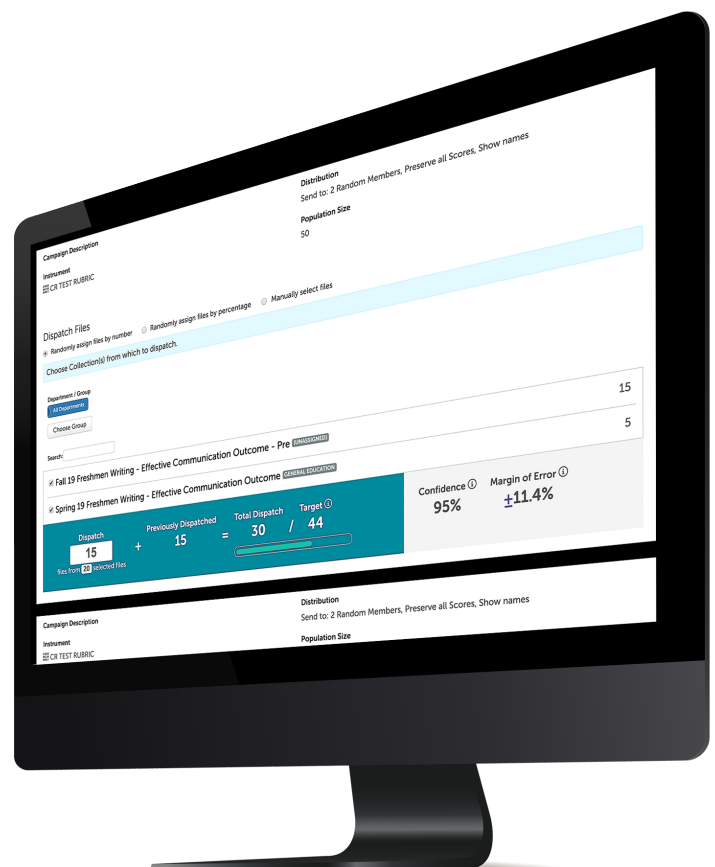 Distribution
Send to: 2 Random Members, Preserve all Scores, Show names
Campaign Description
Population Size
50
Instrument
CR TEST RUBRIC
Dispatch Files
Randomly assign files by number Randomly assign files by percentage Manually select files
Choose Collection(s) from which to dispatch.
Department / Group
All Departments
Choose Group
Search:
Fall 19 Freshmen Writing - Effective Communication Outcome - Pre UNASSIGNED 15
Spring 19 Freshmen Writing - Effective Communication Outcome GENERAL EDUCATION 5
Dispatch Previously Dispatched Total Dispatch Target
15 + 15 = 30 / 44
files from 20 selected files
Confidence Margin of Error
95% ±11.4%
Campaign Description
Distribution
Send to: 2 Random Members, Preserve all Scores, Show names
Instrument
CR TEST RUBRIC
Population Size